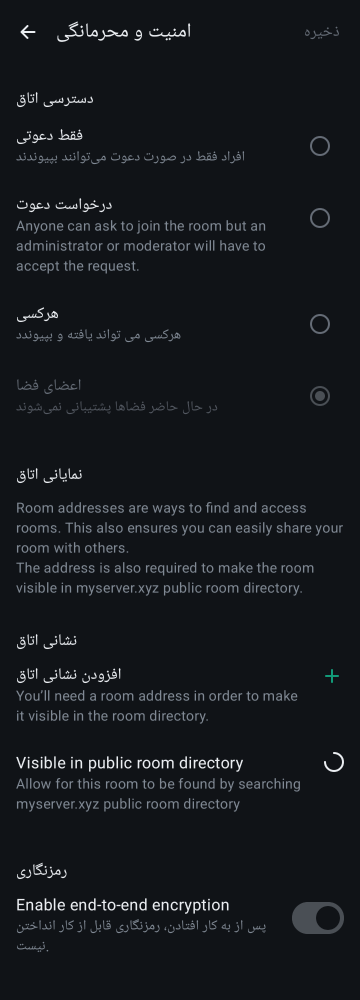 امنیت و محرمانگی
ذخیره
دسترسی اتاق
فقط دعوتی
افراد فقط در صورت دعوت می‌توانند بپیوندند
درخواست دعوت
Anyone can ask to join the room but an
administrator or moderator will have to
accept the request.
هرکسی
هرکسی می تواند یافته و بپیوندد
اعضای فضا
در حال حاضر فضاها پشتیبانی نمی‌شوند
نمایانی اتاق
Room addresses are ways to find and access
rooms. This also ensures you can easily share your
room with others.
The address is also required to make the room
visible in myserver.xyz public room directory.
نشانی اتاق
افزودن نشانی اتاق
You’ll need a room address in order to make
it visible in the room directory.
Visible in public room directory
Allow for this room to be found by searching
myserver.xyz public room directory
رمزنگاری
Enable end-to-end encryption
پس از به کار افتادن، رمزنگاری قابل از کار انداختن
نیست.